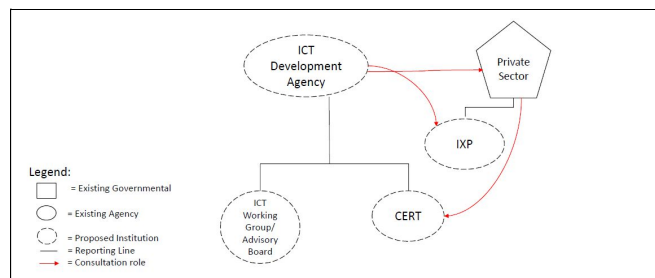 ICT
Development
Agency
Private
Sector
IXP
Legend:
= Existing Governmental
= Existing Agency
= Proposed Institution
= Reporting Line
= Consultation role
ICT
Working
Group/
Advisory
Board
CERT